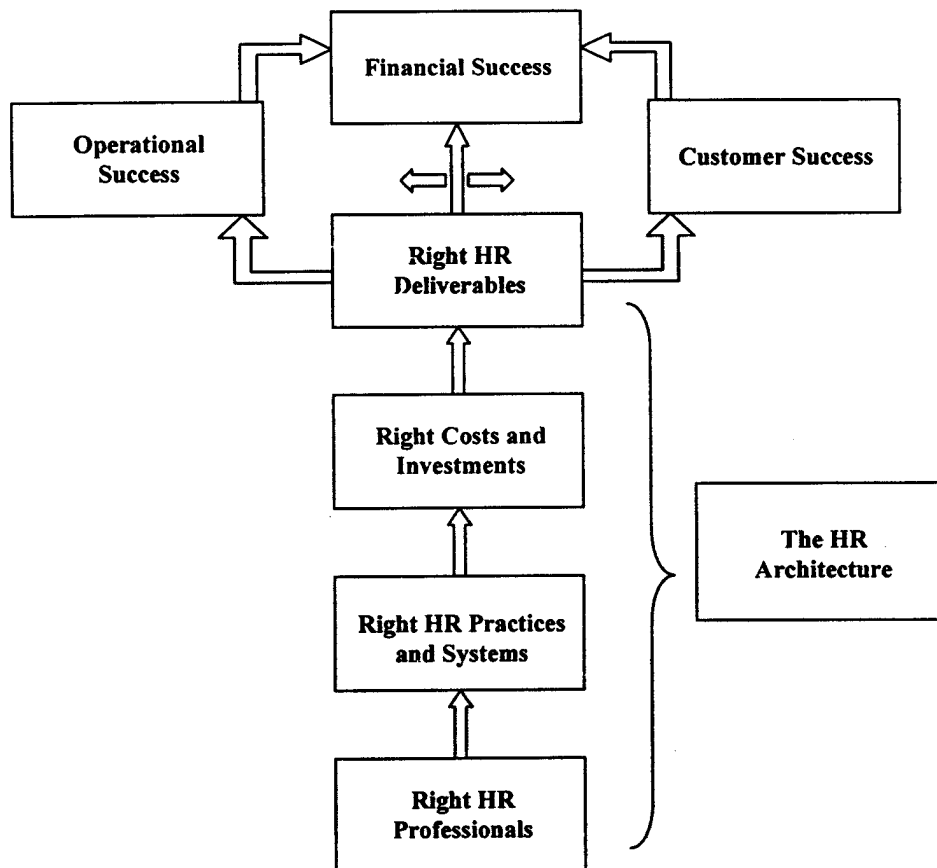 Financial Success
Operational
Success
Customer Success
Right HR
Deliverables
Right Costs and
Investments
The HR
Architecture
Right HR Practices
and Systems
Right HR
Professionals